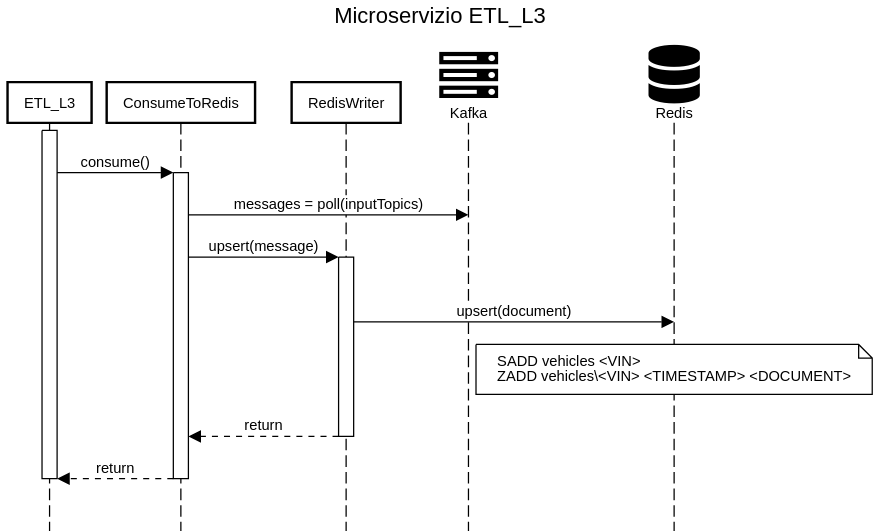 Microservizio ETL_L3
ETL_L3
ConsumeToRedis
RedisWriter
Kafka
Redis
consume()
messages = poll(inputTopics)
upsert(message)
upsert(document)
SADD vehicles <VIN>
ZADD vehicles\<VIN> <TIMESTAMP> <DOCUMENT>
return
return